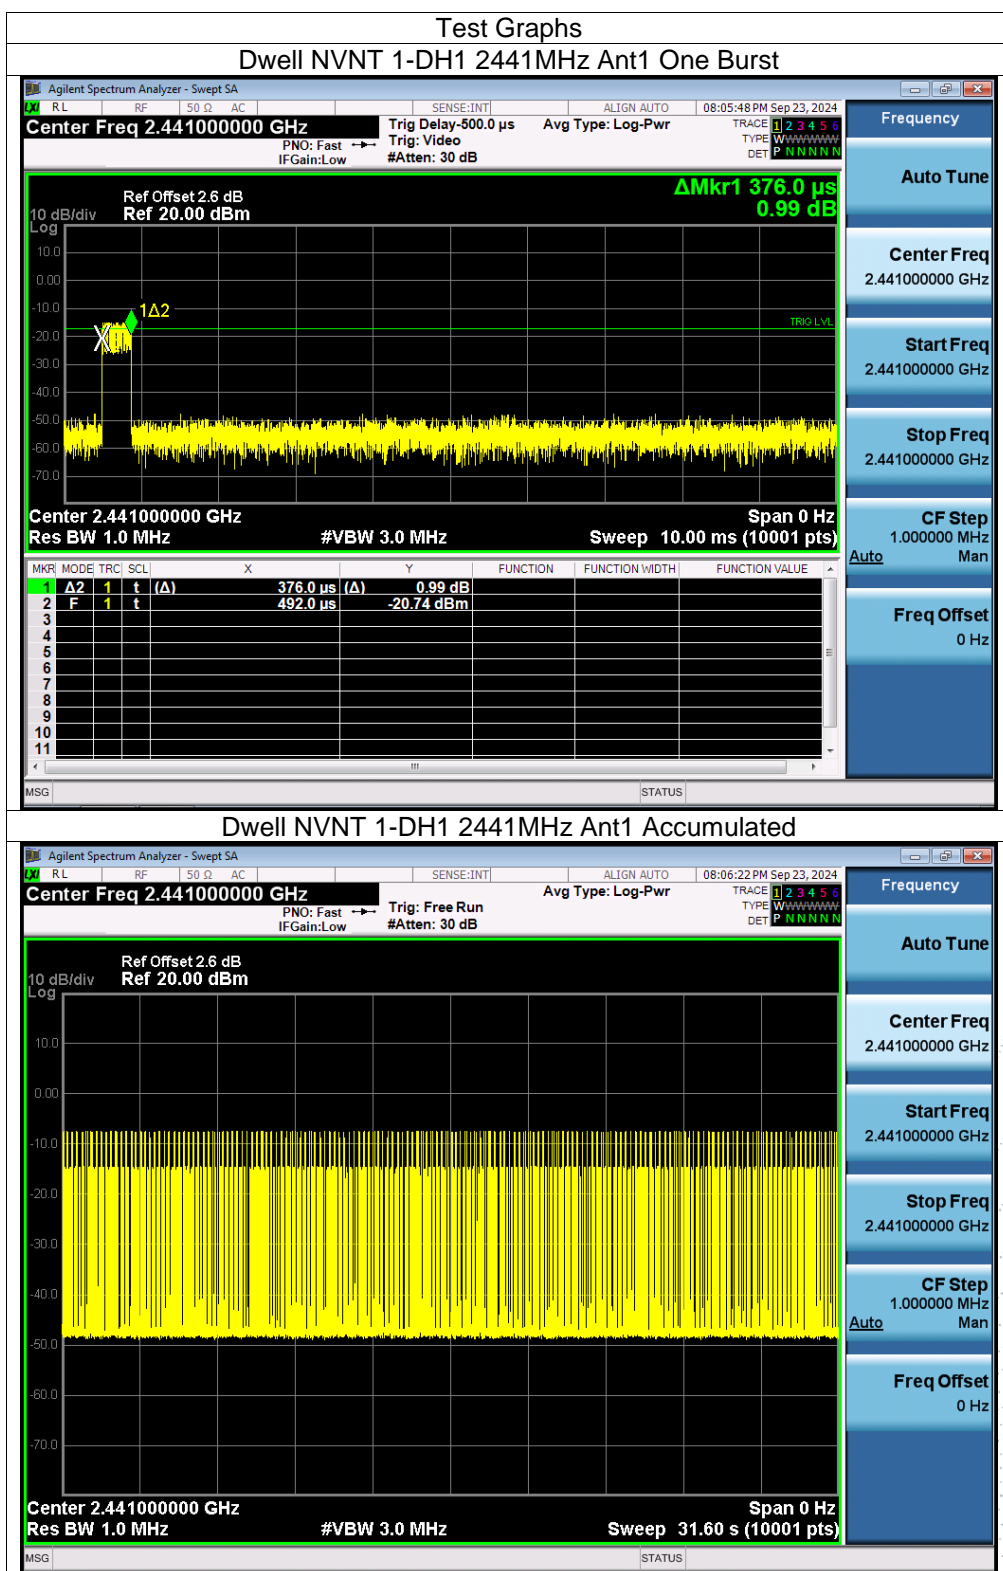 Test Graphs
Dwell NVNT 1-DH1 2441MHz Ant1 One Burst
Agilent Spectrum Analyzer - Swept SA
LXI RL RF 50 Ω AC SENSE:INT ALIGN AUTO 08:05:48 PM Sep 23, 2024
Center Freq 2.441000000 GHz Trig Delay-500.0 µs Avg Type: Log-Pwr TRACE 1 2 3 4 5 6
PNO: Fast Trig: Video TYPE WWWWWW
IFGain:Low #Atten: 30 dB DET P N N N N N
Frequency
Auto Tune
ΔMkr1 376.0 µs
0.99 dB
Ref Offset 2.6 dB
10 dB/div Ref 20.00 dBm
Log
10.0
0.00
-10.0
1Δ2
TRIG LVL
-20.0
-30.0
-40.0
-50.0
-60.0
-70.0
Center 2.441000000 GHz Span 0 Hz
Res BW 1.0 MHz #VBW 3.0 MHz Sweep 10.00 ms (10001 pts)
Center Freq
2.441000000 GHz
Start Freq
2.441000000 GHz
Stop Freq
2.441000000 GHz
CF Step
1.000000 MHz
Auto Man
Freq Offset
0 Hz
MKR MODE TRC SCL X Y FUNCTION FUNCTION WIDTH FUNCTION VALUE
1 Δ2 1 t (Δ) 376.0 µs (Δ) 0.99 dB
2 F 1 t 492.0 µs -20.74 dBm
3
4
5
6
7
8
9
10
11
MSG STATUS
Dwell NVNT 1-DH1 2441MHz Ant1 Accumulated
Agilent Spectrum Analyzer - Swept SA
LXI RL RF 50 Ω AC SENSE:INT ALIGN AUTO 08:06:22 PM Sep 23, 2024
Center Freq 2.441000000 GHz Avg Type: Log-Pwr TRACE 1 2 3 4 5 6
PNO: Fast Trig: Free Run TYPE WWWWWW
IFGain:Low #Atten: 30 dB DET P N N N N N
Frequency
Auto Tune
Ref Offset 2.6 dB
10 dB/div Ref 20.00 dBm
Log
10.0
0.00
-10.0
-20.0
-30.0
-40.0
-50.0
-60.0
-70.0
Center 2.441000000 GHz Span 0 Hz
Res BW 1.0 MHz #VBW 3.0 MHz Sweep 31.60 s (10001 pts)
Center Freq
2.441000000 GHz
Start Freq
2.441000000 GHz
Stop Freq
2.441000000 GHz
CF Step
1.000000 MHz
Auto Man
Freq Offset
0 Hz
MSG STATUS